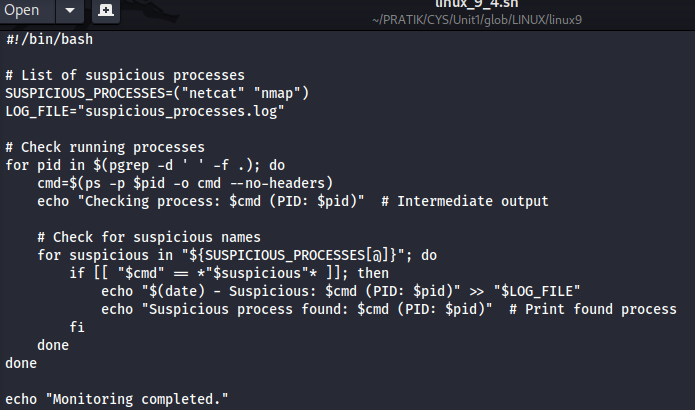 Open
linux_9_4.sh
~/PRATIK/CYS/Unit1/glob/LINUX/linux9
#!/bin/bash
# List of suspicious processes
SUSPICIOUS_PROCESSES=("netcat" "nmap")
LOG_FILE="suspicious_processes.log"
# Check running processes
for pid in $(pgrep -d ' ' -f .); do
    cmd=$(ps -p $pid -o cmd --no-headers)
    echo "Checking process: $cmd (PID: $pid)"  # Intermediate output
    # Check for suspicious names
    for suspicious in "${SUSPICIOUS_PROCESSES[@]}"; do
        if [[ "$cmd" == *"$suspicious"* ]]; then
            echo "$(date) - Suspicious: $cmd (PID: $pid)" >> "$LOG_FILE"
            echo "Suspicious process found: $cmd (PID: $pid)"  # Print found process
        fi
    done
done
echo "Monitoring completed."